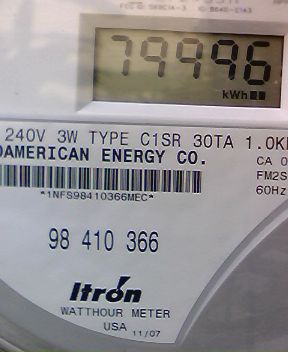 79996
kWh
240V 3W TYPE C1SR 30TA 1.0K
OAMERICAN ENERGY CO.
CA 0
FM2S
60Hz
*1NFS98410366MEC*
98 410 366
Itron
WATTHOUR METER
USA 11/07